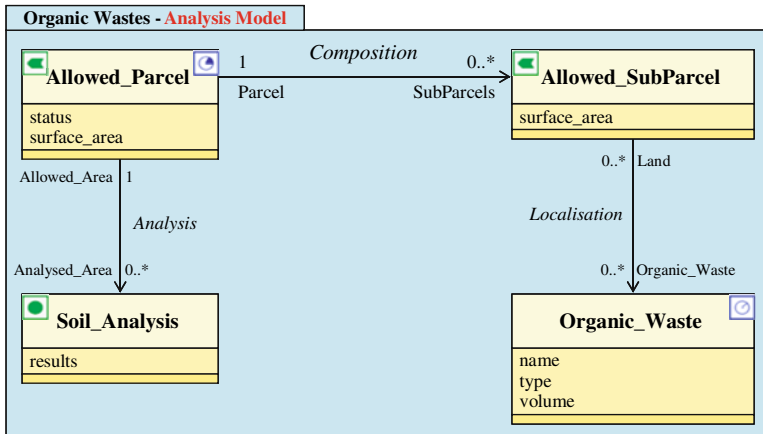 Organic Wastes - Analysis Model
Allowed_Parcel
status
surface_area
1
Composition
0..*
Parcel
SubParcels
Allowed_SubParcel
surface_area
Allowed_Area
1
Analysis
Analysed_Area
0..*
0..*
Land
Localisation
0..*
Organic_Waste
Soil_Analysis
results
Organic_Waste
name
type
volume